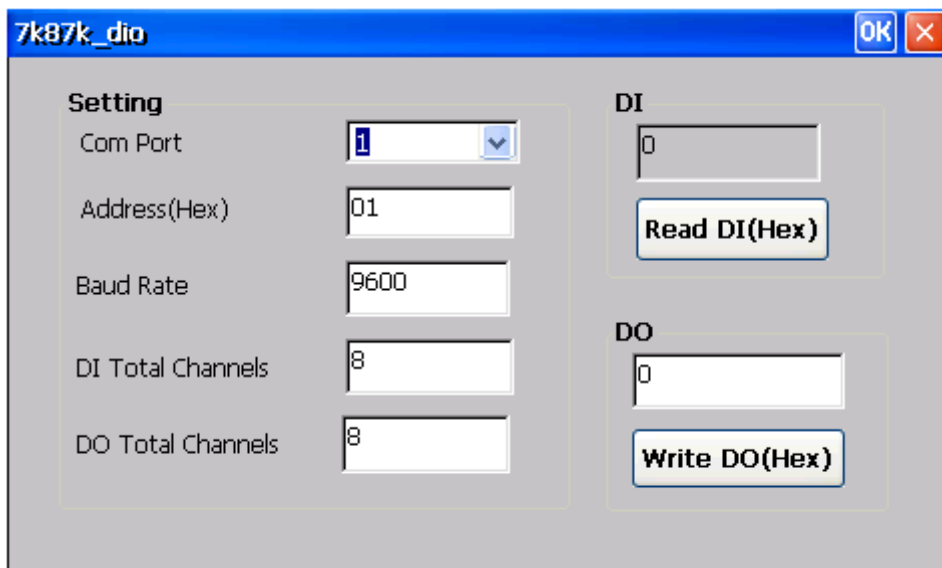 7k87k_dio OK
Setting
Com Port 1
Address(Hex) 01
Baud Rate 9600
DI Total Channels 8
DO Total Channels 8
DI
0
Read DI(Hex)
DO
0
Write DO(Hex)